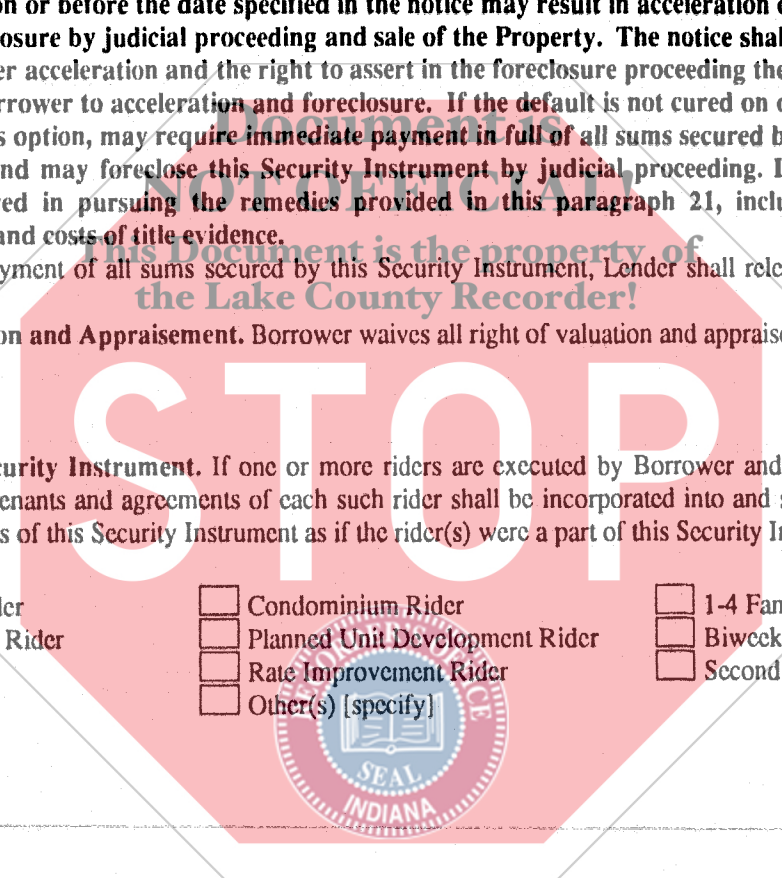 on or before the date specified in the notice may result in acceleration
osure by judicial proceeding and sale of the Property. The notice shal
er acceleration and the right to assert in the foreclosure proceeding the
rrower to acceleration and foreclosure. If the default is not cured on
s option, may require immediate payment in full of all sums secured b
nd may foreclose this Security Instrument by judicial proceeding.
ed in pursuing the remedies provided in this paragraph 21, inclu
and costs of title evidence.
yment of all sums secured by this Security Instrument, Lender shall rele
on and Appraisement. Borrower waives all right of valuation and appraise
Document is
NOT OFFICIAL!
This Document is the property of
the Lake County Recorder!
STOP
curity Instrument. If one or more riders are executed by Borrower and
enants and agreements of each such rider shall be incorporated into and
s of this Security Instrument as if the rider(s) were a part of this Security In
der
Rider
Condominium Rider
Planned Unit Development Rider
Rate Improvement Rider
Other(s) [specify]
1-4 Fam
Biweek
Second
RECORDER'S OFFICE
SEAL
INDIANA